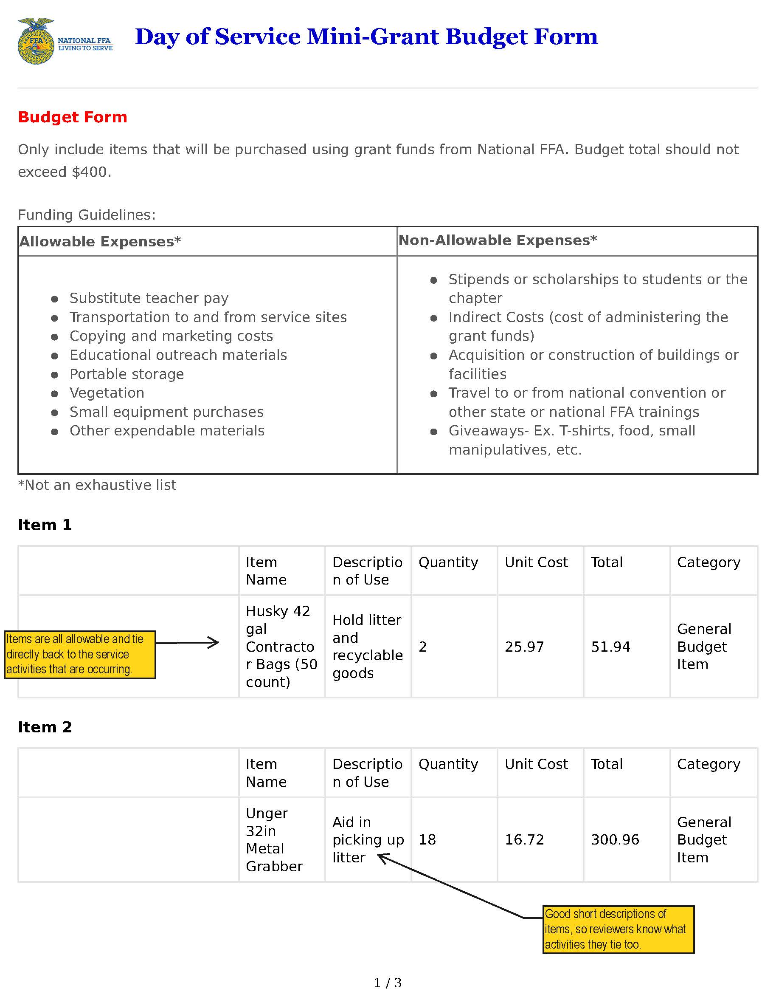 FFA
AGRICULTURAL
EDUCATION
NATIONAL FFA
LIVING TO SERVE
Day of Service Mini-Grant Budget Form
Budget Form
Only include items that will be purchased using grant funds from National FFA. Budget total should not
exceed $400.
Funding Guidelines:
Allowable Expenses*
Non-Allowable Expenses*
● Substitute teacher pay
● Transportation to and from service sites
● Copying and marketing costs
● Educational outreach materials
● Portable storage
● Vegetation
● Small equipment purchases
● Other expendable materials
● Stipends or scholarships to students or the
chapter
● Indirect Costs (cost of administering the
grant funds)
● Acquisition or construction of buildings or
facilities
● Travel to or from national convention or
other state or national FFA trainings
● Giveaways- Ex. T-shirts, food, small
manipulatives, etc.
*Not an exhaustive list
Item 1
Item
Name
Descriptio
n of Use
Quantity
Unit Cost
Total
Category
Items are all allowable and tie
directly back to the service
activities that are occurring.
Husky 42
gal
Contracto
r Bags (50
count)
Hold litter
and
recyclable
goods
2
25.97
51.94
General
Budget
Item
Item 2
Item
Name
Descriptio
n of Use
Quantity
Unit Cost
Total
Category
Unger
32in
Metal
Grabber
Aid in
picking up
litter
18
16.72
300.96
General
Budget
Item
Good short descriptions of
items, so reviewers know what
activities they tie too.
1 / 3